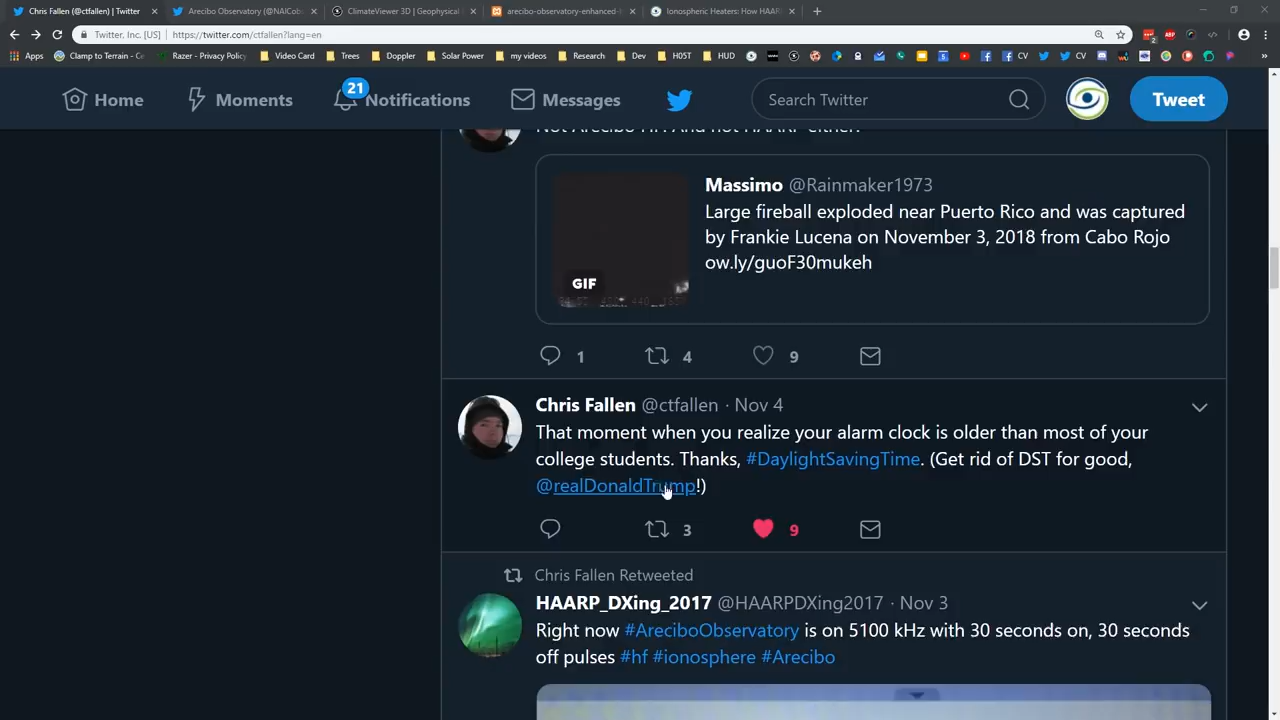 Chris Fallen (@ctfallen) | Twitter
Arecibo Observatory (@NAICob
ClimateViewer 3D | Geophysical
arecibo-observatory-enhanced-i
Ionospheric Heaters: How HAAR
Twitter, Inc. [US] | https://twitter.com/ctfallen?lang=en
Apps
Clamp to Terrain - Ce
Razer - Privacy Policy
Video Card
Trees
Doppler
Solar Power
my videos
Research
Dev
H05T
HUD
CV
CV
Home
Moments
21
Notifications
Messages
Search Twitter
Tweet
Not Arecibo HF. And not HAARP either.
Massimo @Rainmaker1973
Large fireball exploded near Puerto Rico and was captured
by Frankie Lucena on November 3, 2018 from Cabo Rojo
ow.ly/guoF30mukeh
GIF
1 4 9
Chris Fallen @ctfallen · Nov 4
That moment when you realize your alarm clock is older than most of your
college students. Thanks, #DaylightSavingTime. (Get rid of DST for good,
@realDonaldTrump!)
3 9
Chris Fallen Retweeted
HAARP_DXing_2017 @HAARPDXing2017 · Nov 3
Right now #AreciboObservatory is on 5100 kHz with 30 seconds on, 30 seconds
off pulses #hf #ionosphere #Arecibo